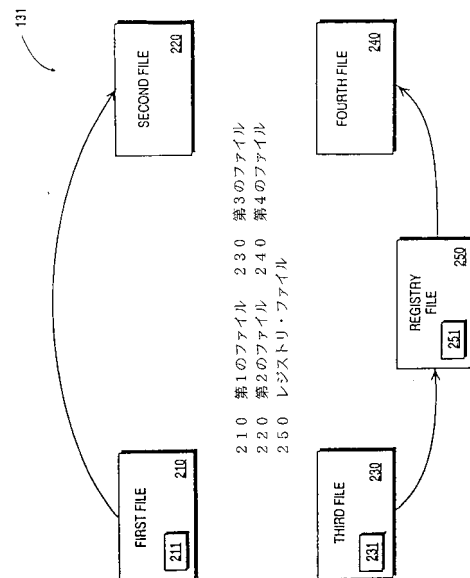 131
FIRST FILE
211
210
SECOND FILE
220
210 第1のファイル 230 第3のファイル
220 第2のファイル 240 第4のファイル
250 レジストリ・ファイル
THIRD FILE
231
230
REGISTRY
FILE
251
250
FOURTH FILE
240